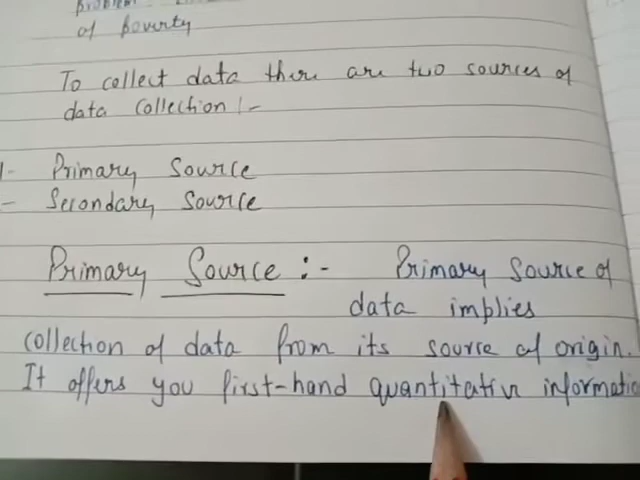 problem
of Poverty
To collect data there are two sources of
data collection :-
1- Primary Source
- Secondary Source
Primary Source :- Primary Source of
data implies
collection of data from its source of origin.
It offers you first-hand quantitative informatio